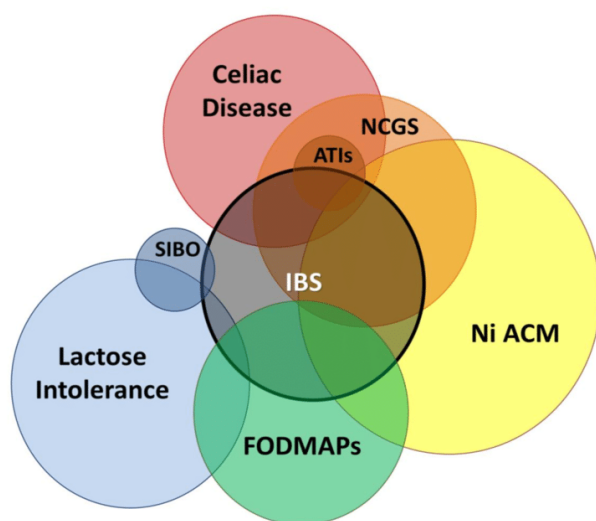 Celiac
Disease
NCGS
ATIs
SIBO
IBS
Ni ACM
Lactose
Intolerance
FODMAPs